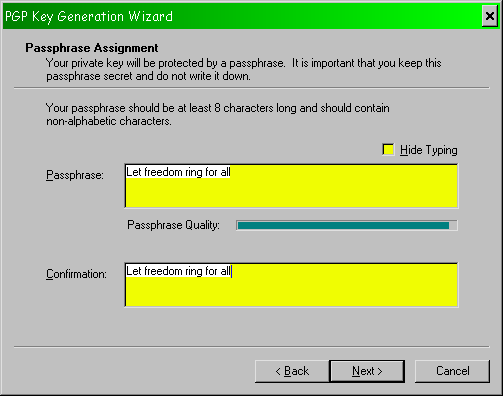 PGP Key Generation Wizard
Passphrase Assignment
Your private key will be protected by a passphrase. It is important that you keep this
passphrase secret and do not write it down.
Your passphrase should be at least 8 characters long and should contain
non-alphabetic characters.
Hide Typing
Passphrase: Let freedom ring for all
Passphrase Quality:
Confirmation: Let freedom ring for all
< Back Next > Cancel